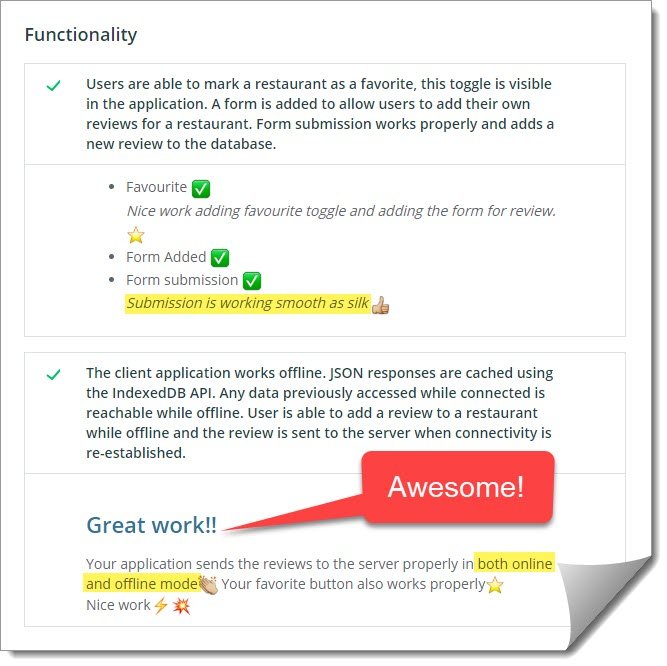 Functionality
Users are able to mark a restaurant as a favorite, this toggle is visible
in the application. A form is added to allow users to add their own
reviews for a restaurant. Form submission works properly and adds a
new review to the database.
Favourite ✅
Nice work adding favourite toggle and adding the form for review.
⭐
Form Added ✅
Form submission ✅
Submission is working smooth as silk 👍
The client application works offline. JSON responses are cached using
the IndexedDB API. Any data previously accessed while connected is
reachable while offline. User is able to add a review to a restaurant
while offline and the review is sent to the server when connectivity is
re-established.
Awesome!
Great work!!
Your application sends the reviews to the server properly in both online
and offline mode👏 Your favorite button also works properly⭐
Nice work⚡💥